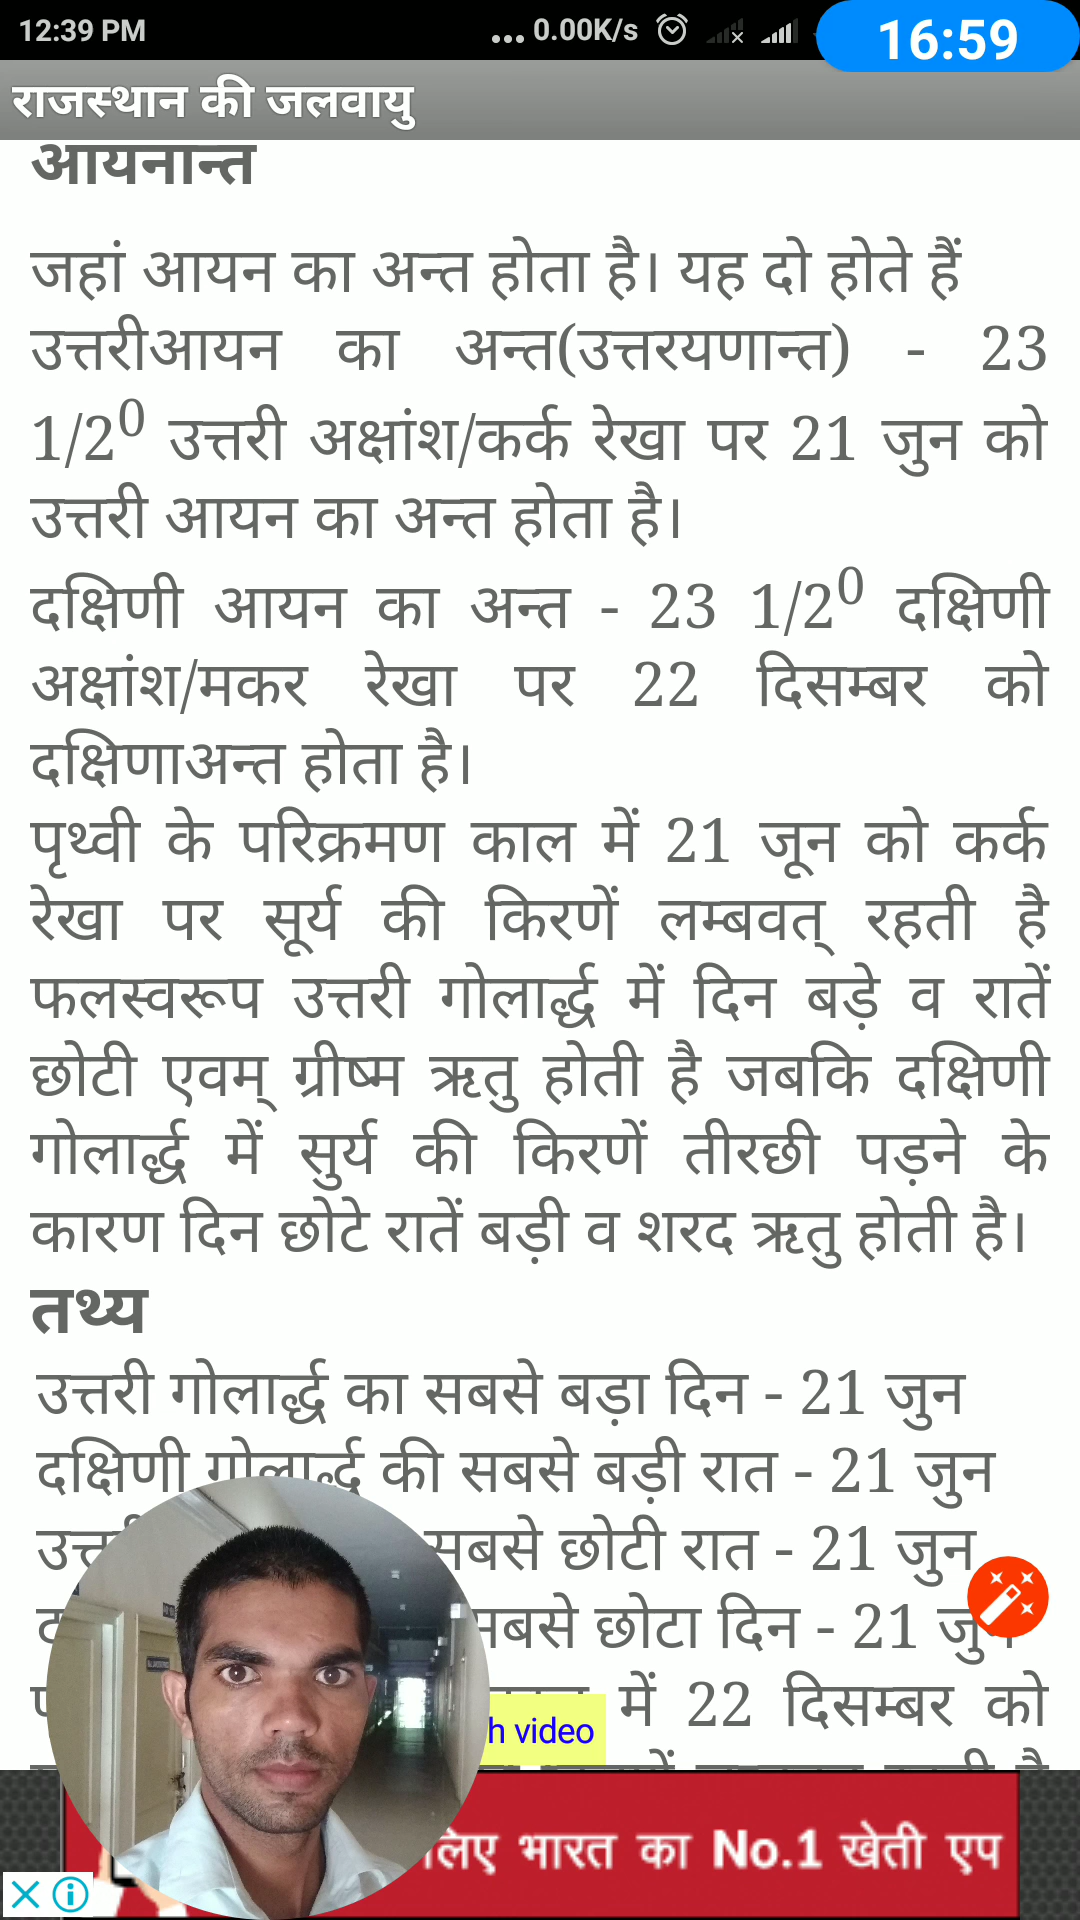 12:39 PM
... 0.00K/s
16:59
राजस्थान की जलवायु
आयनान्त
जहां आयन का अन्त होता है। यह दो होते हैं
उत्तरीआयन का अन्त(उत्तरयणान्त) - 23
1/2⁰ उत्तरी अक्षांश/कर्क रेखा पर 21 जुन को
उत्तरी आयन का अन्त होता है।
दक्षिणी आयन का अन्त - 23 1/2⁰ दक्षिणी
अक्षांश/मकर रेखा पर 22 दिसम्बर को
दक्षिणाअन्त होता है।
पृथ्वी के परिक्रमण काल में 21 जून को कर्क
रेखा पर सूर्य की किरणें लम्बवत् रहती है
फलस्वरूप उत्तरी गोलार्द्ध में दिन बड़े व रातें
छोटी एवम् ग्रीष्म ऋतु होती है जबकि दक्षिणी
गोलार्द्ध में सुर्य की किरणें तीरछी पड़ने के
कारण दिन छोटे रातें बड़ी व शरद ऋतु होती है।
तथ्य
उत्तरी गोलार्द्ध का सबसे बड़ा दिन - 21 जुन
दक्षिणी गोलार्द्ध की सबसे बड़ी रात - 21 जुन
सबसे छोटी रात - 21 जुन
सबसे छोटा दिन - 21 जुन
में 22 दिसम्बर को
video
लिए भारत का No.1 खेती एप